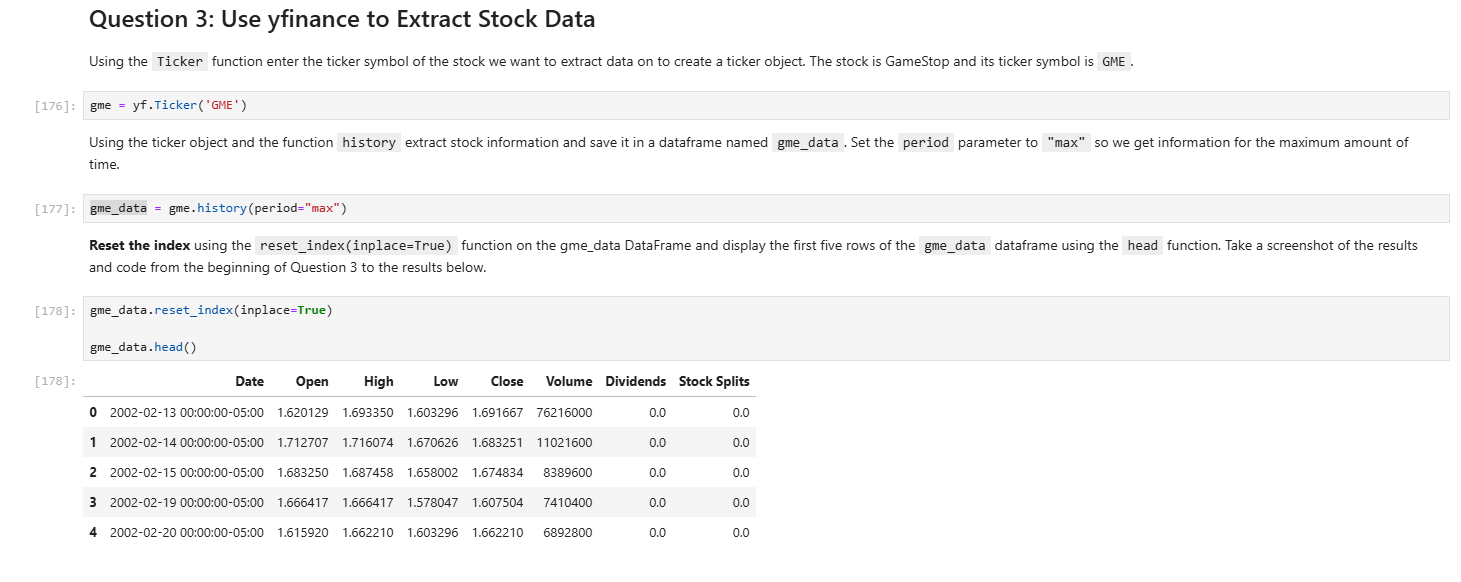 Question 3: Use yfinance to Extract Stock Data
Using the Ticker function enter the ticker symbol of the stock we want to extract data on to create a ticker object. The stock is GameStop and its ticker symbol is GME .
[176]: gme = yf.Ticker('GME')
Using the ticker object and the function history extract stock information and save it in a dataframe named gme_data . Set the period parameter to "max" so we get information for the maximum amount of
time.
[177]: gme_data = gme.history(period="max")
Reset the index using the reset_index(inplace=True) function on the gme_data DataFrame and display the first five rows of the gme_data dataframe using the head function. Take a screenshot of the results
and code from the beginning of Question 3 to the results below.
[178]: gme_data.reset_index(inplace=True)
gme_data.head()
[178]: Date Open High Low Close Volume Dividends Stock Splits
0 2002-02-13 00:00:00-05:00 1.620129 1.693350 1.603296 1.691667 76216000 0.0 0.0
1 2002-02-14 00:00:00-05:00 1.712707 1.716074 1.670626 1.683251 11021600 0.0 0.0
2 2002-02-15 00:00:00-05:00 1.683250 1.687458 1.658002 1.674834 8389600 0.0 0.0
3 2002-02-19 00:00:00-05:00 1.666417 1.666417 1.578047 1.607504 7410400 0.0 0.0
4 2002-02-20 00:00:00-05:00 1.615920 1.662210 1.603296 1.662210 6892800 0.0 0.0